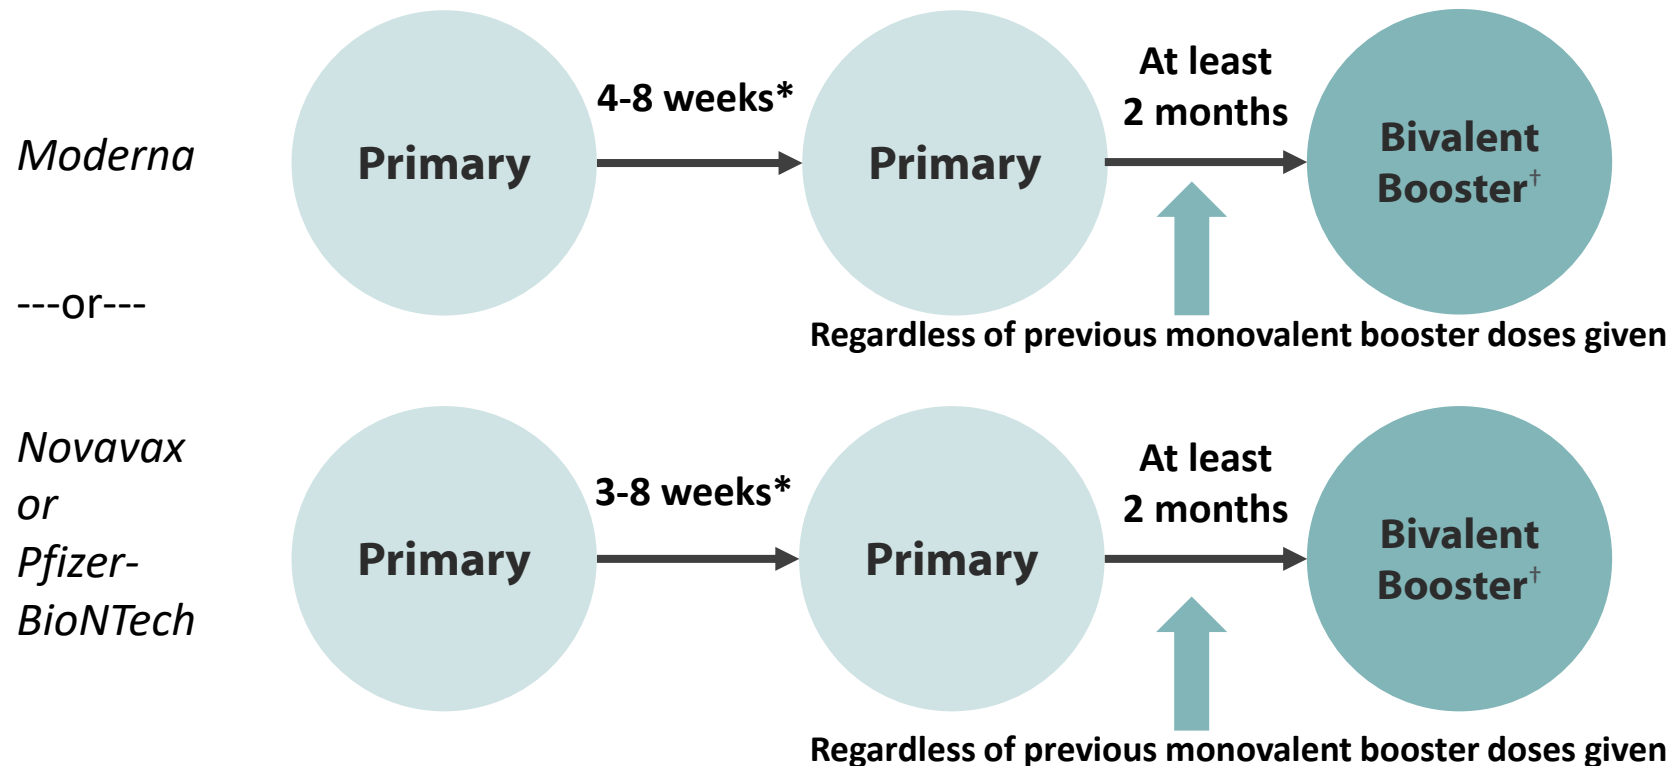 Moderna
Primary
4-8 weeks*
Primary
At least
2 months
Bivalent
Booster†
Regardless of previous monovalent booster doses given
---or---
Novavax
or
Pfizer-
BioNTech
Primary
3-8 weeks*
Primary
At least
2 months
Bivalent
Booster†
Regardless of previous monovalent booster doses given